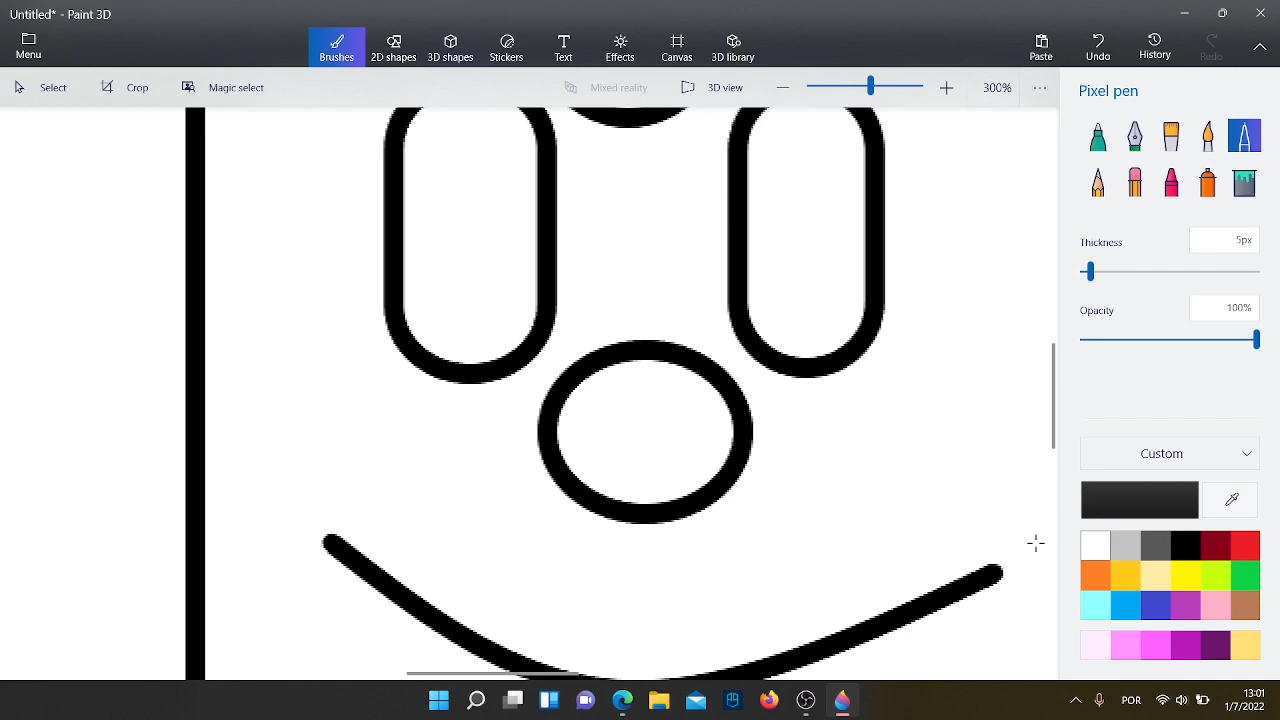 Untitled* - Paint 3D
Menu
Brushes
2D shapes
3D shapes
Stickers
Text
Effects
Canvas
3D library
Paste
Undo
History
Redo
Select
Crop
Magic select
Mixed reality
3D view
300%
Pixel pen
Thickness
5px
Opacity
100%
Custom
POR
13:01
1/7/2022